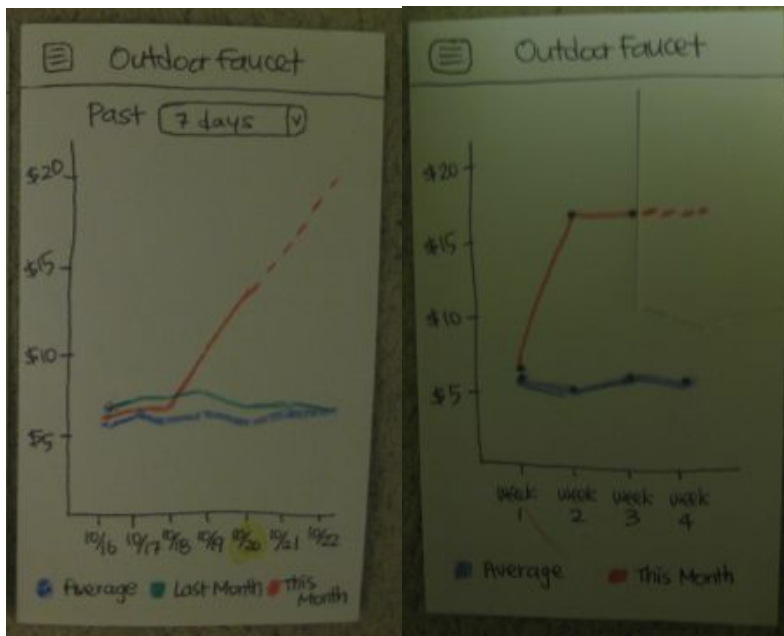 Outdoor Faucet
Past 7 days v
$20
$15
$10
$5
10/16 10/17 10/18 10/19 10/20 10/21 10/22
Average Last Month This Month
Outdoor Faucet
$20
$15
$10
$5
week 1 week 2 week 3 week 4
Average This Month